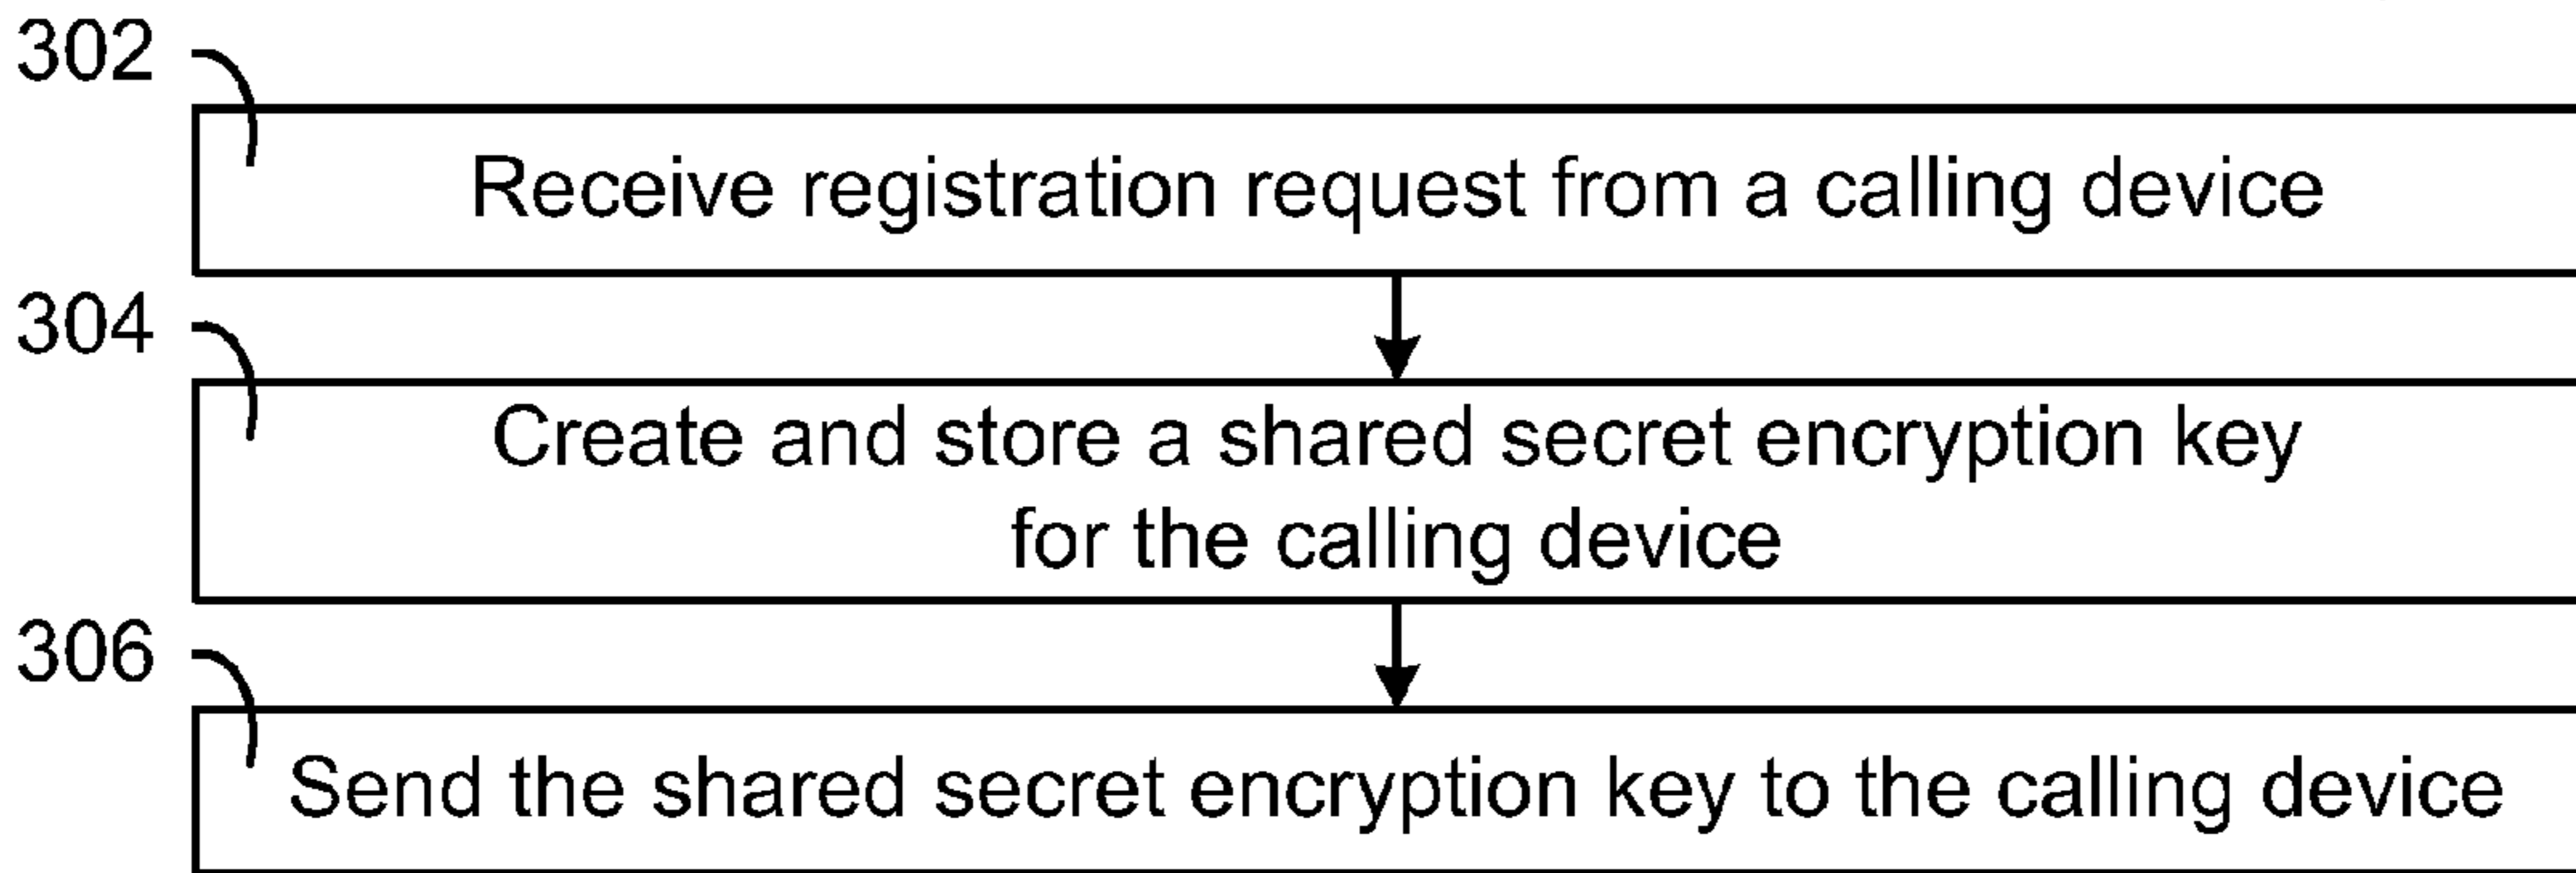 302
Receive registration request from a calling device
304
Create and store a shared secret encryption key
for the calling device
306
Send the shared secret encryption key to the calling device